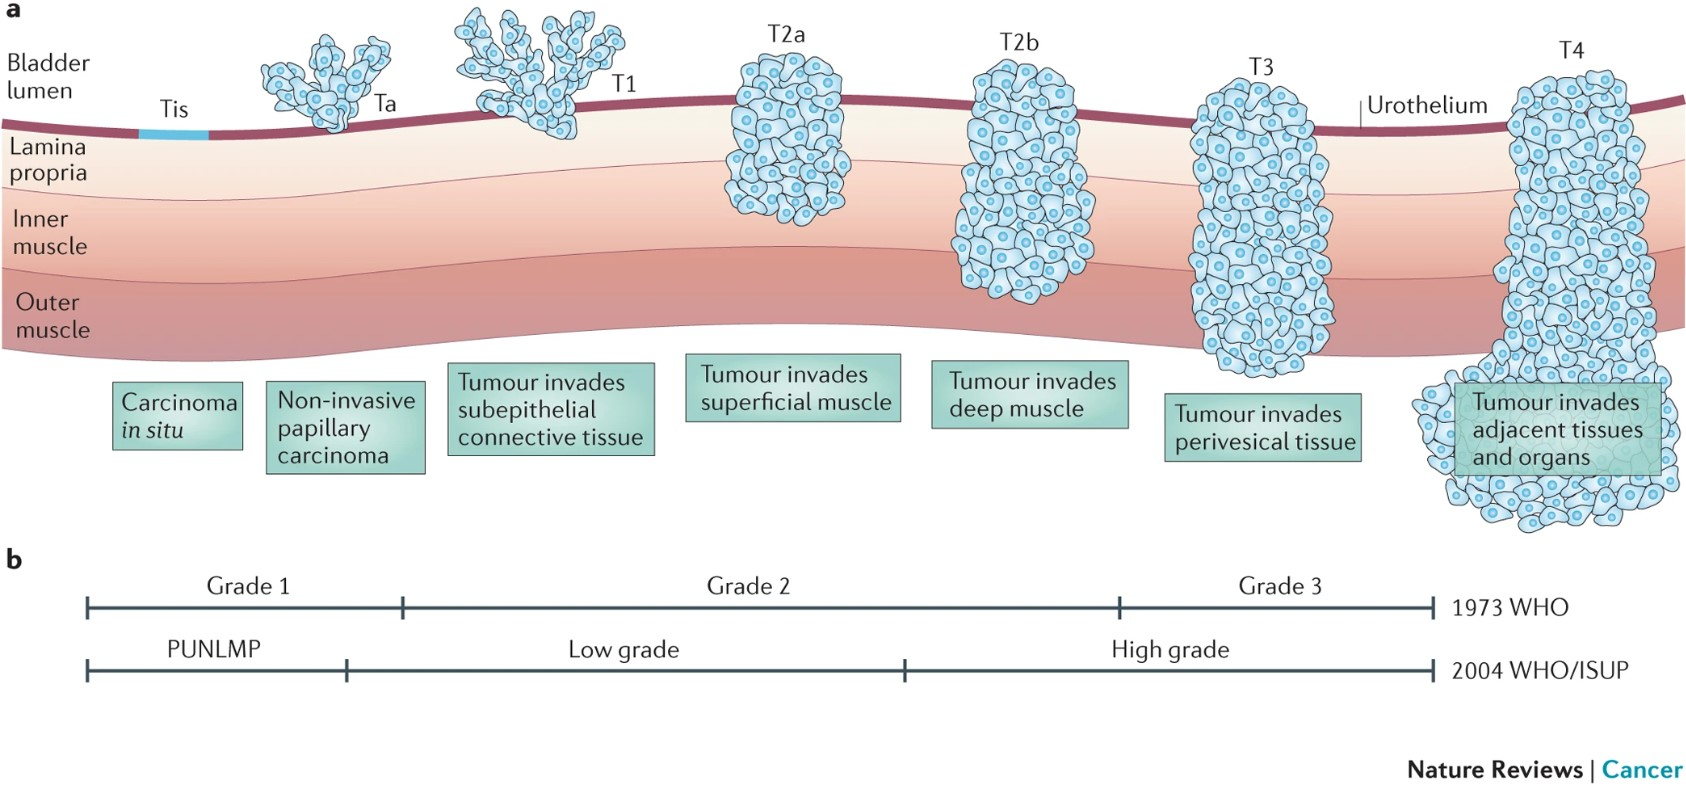 a
Bladder
lumen
Tis
Ta
T1
T2a
T2b
T3
Urothelium
T4
Lamina
propria
Inner
muscle
Outer
muscle
Carcinoma
in situ
Non-invasive
papillary
carcinoma
Tumour invades
subepithelial
connective tissue
Tumour invades
superficial muscle
Tumour invades
deep muscle
Tumour invades
perivesical tissue
Tumour invades
adjacent tissues
and organs
b
Grade 1 Grade 2 Grade 3 1973 WHO
PUNLMP Low grade High grade 2004 WHO/ISUP
Nature Reviews | Cancer